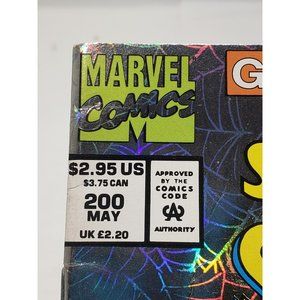 MARVEL
COMICS
G
$2.95 US
$3.75 CAN
200
MAY
UK £2.20
APPROVED
BY THE
COMICS
CODE
CA
AUTHORITY
S